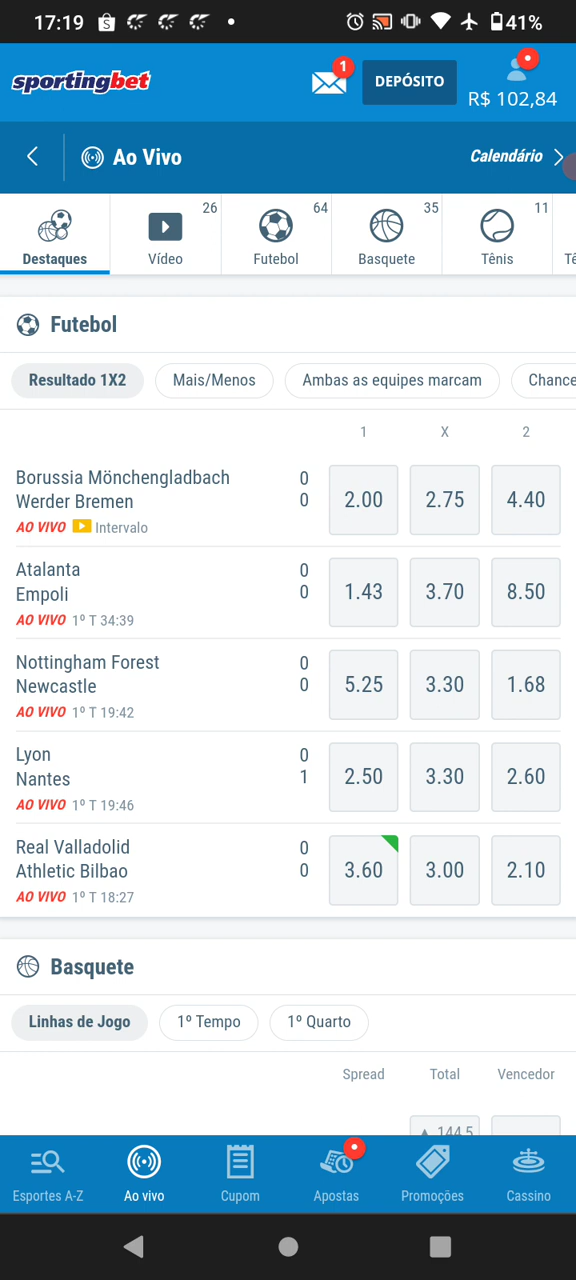 17:19 41%
sportingbet 1 DEPÓSITO R$ 102,84
Ao Vivo Calendário
26 64 35 11
Destaques Vídeo Futebol Basquete Tênis Tê
Futebol
Resultado 1X2 Mais/Menos Ambas as equipes marcam Chance
1 X 2
Borussia Mönchengladbach 0
Werder Bremen 0 2.00 2.75 4.40
AO VIVO Intervalo
Atalanta 0
Empoli 0 1.43 3.70 8.50
AO VIVO 1º T 34:39
Nottingham Forest 0
Newcastle 0 5.25 3.30 1.68
AO VIVO 1º T 19:42
Lyon 0
Nantes 1 2.50 3.30 2.60
AO VIVO 1º T 19:46
Real Valladolid 0
Athletic Bilbao 0 3.60 3.00 2.10
AO VIVO 1º T 18:27
Basquete
Linhas de Jogo 1º Tempo 1º Quarto
Spread Total Vencedor
▲ 144.5
Esportes A-Z Ao vivo Cupom Apostas Promoções Cassino